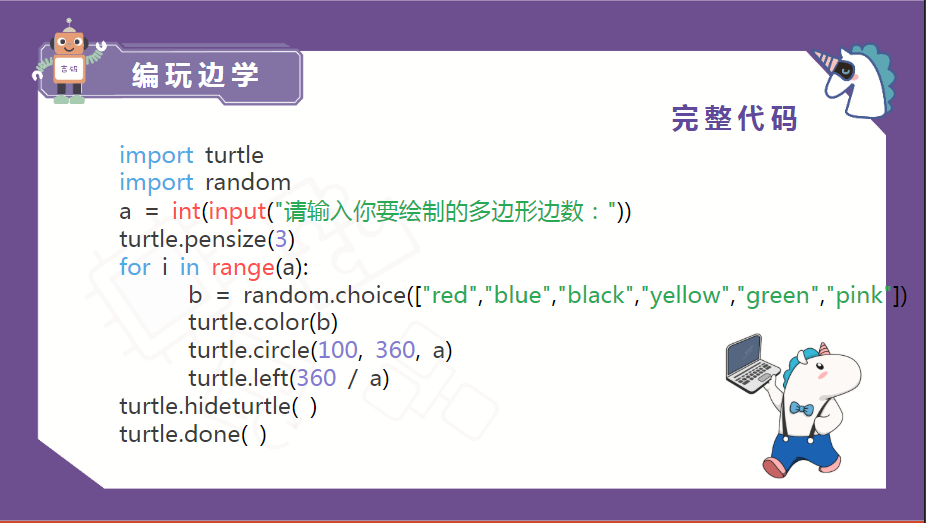 编玩边学
完整代码
import turtle
import random
a = int(input("请输入你要绘制的多边形边数："))
turtle.pensize(3)
for i in range(a):
b = random.choice(["red","blue","black","yellow","green","pink"])
turtle.color(b)
turtle.circle(100, 360, a)
turtle.left(360 / a)
turtle.hideturtle( )
turtle.done( )